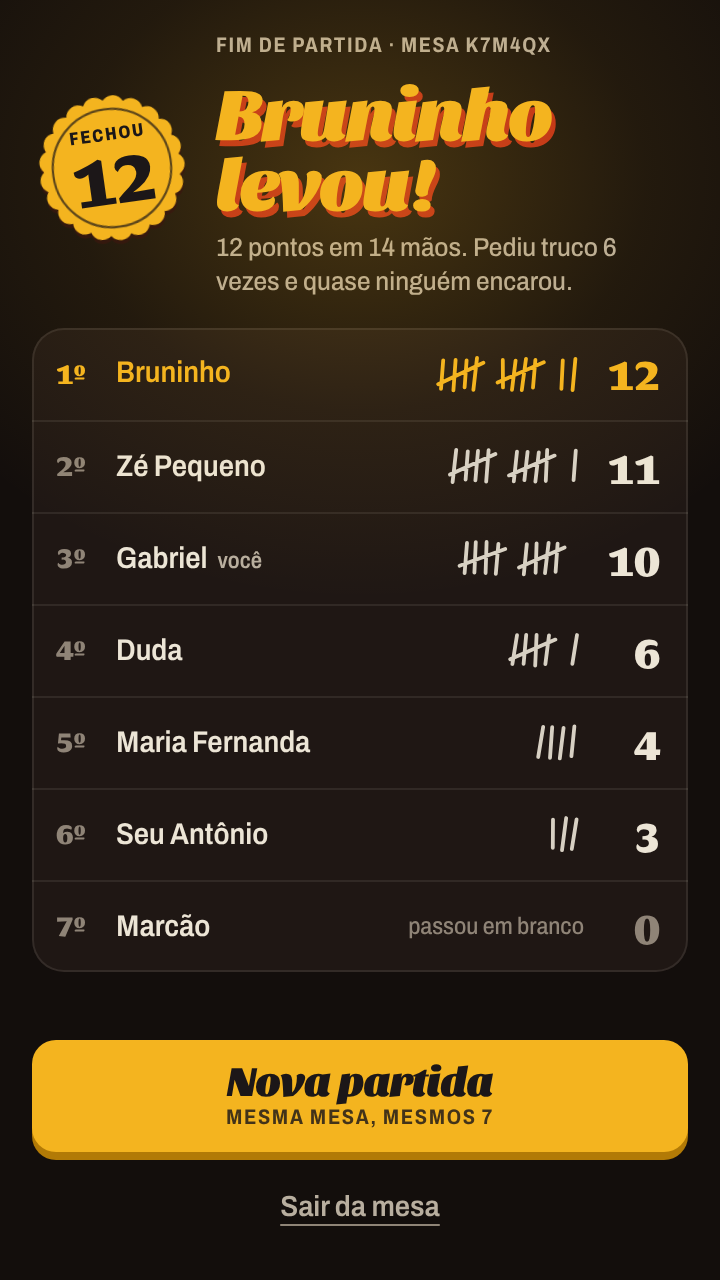 FIM DE PARTIDA · MESA K7M4QX
FECHOU
12
Bruninho
levou!
12 pontos em 14 mãos. Pediu truco 6
vezes e quase ninguém encarou.
1º Bruninho 12
2º Zé Pequeno 11
3º Gabriel você 10
4º Duda 6
5º Maria Fernanda 4
6º Seu Antônio 3
7º Marcão passou em branco 0
Nova partida
MESMA MESA, MESMOS 7
Sair da mesa